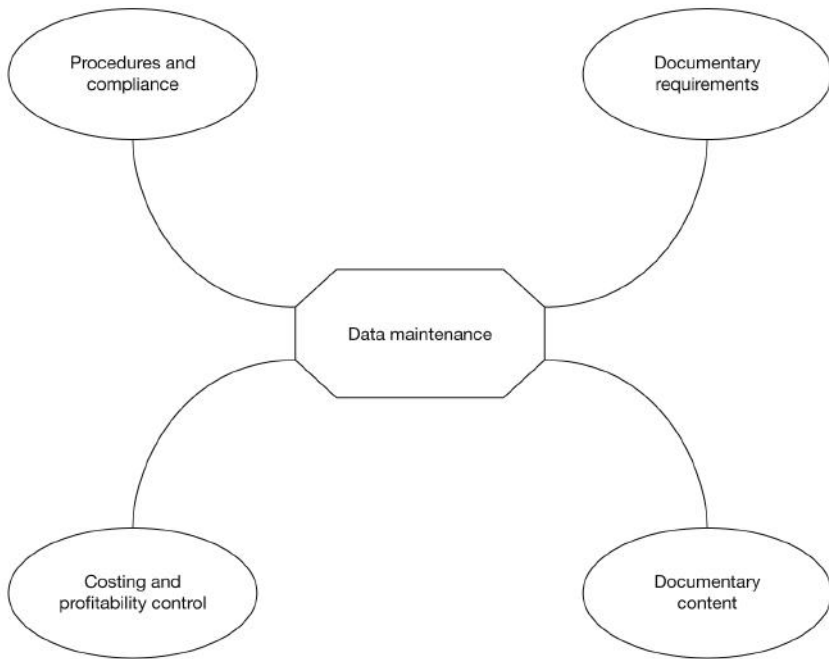 Procedures and
compliance
Documentary
requirements
Data maintenance
Costing and
profitability control
Documentary
content